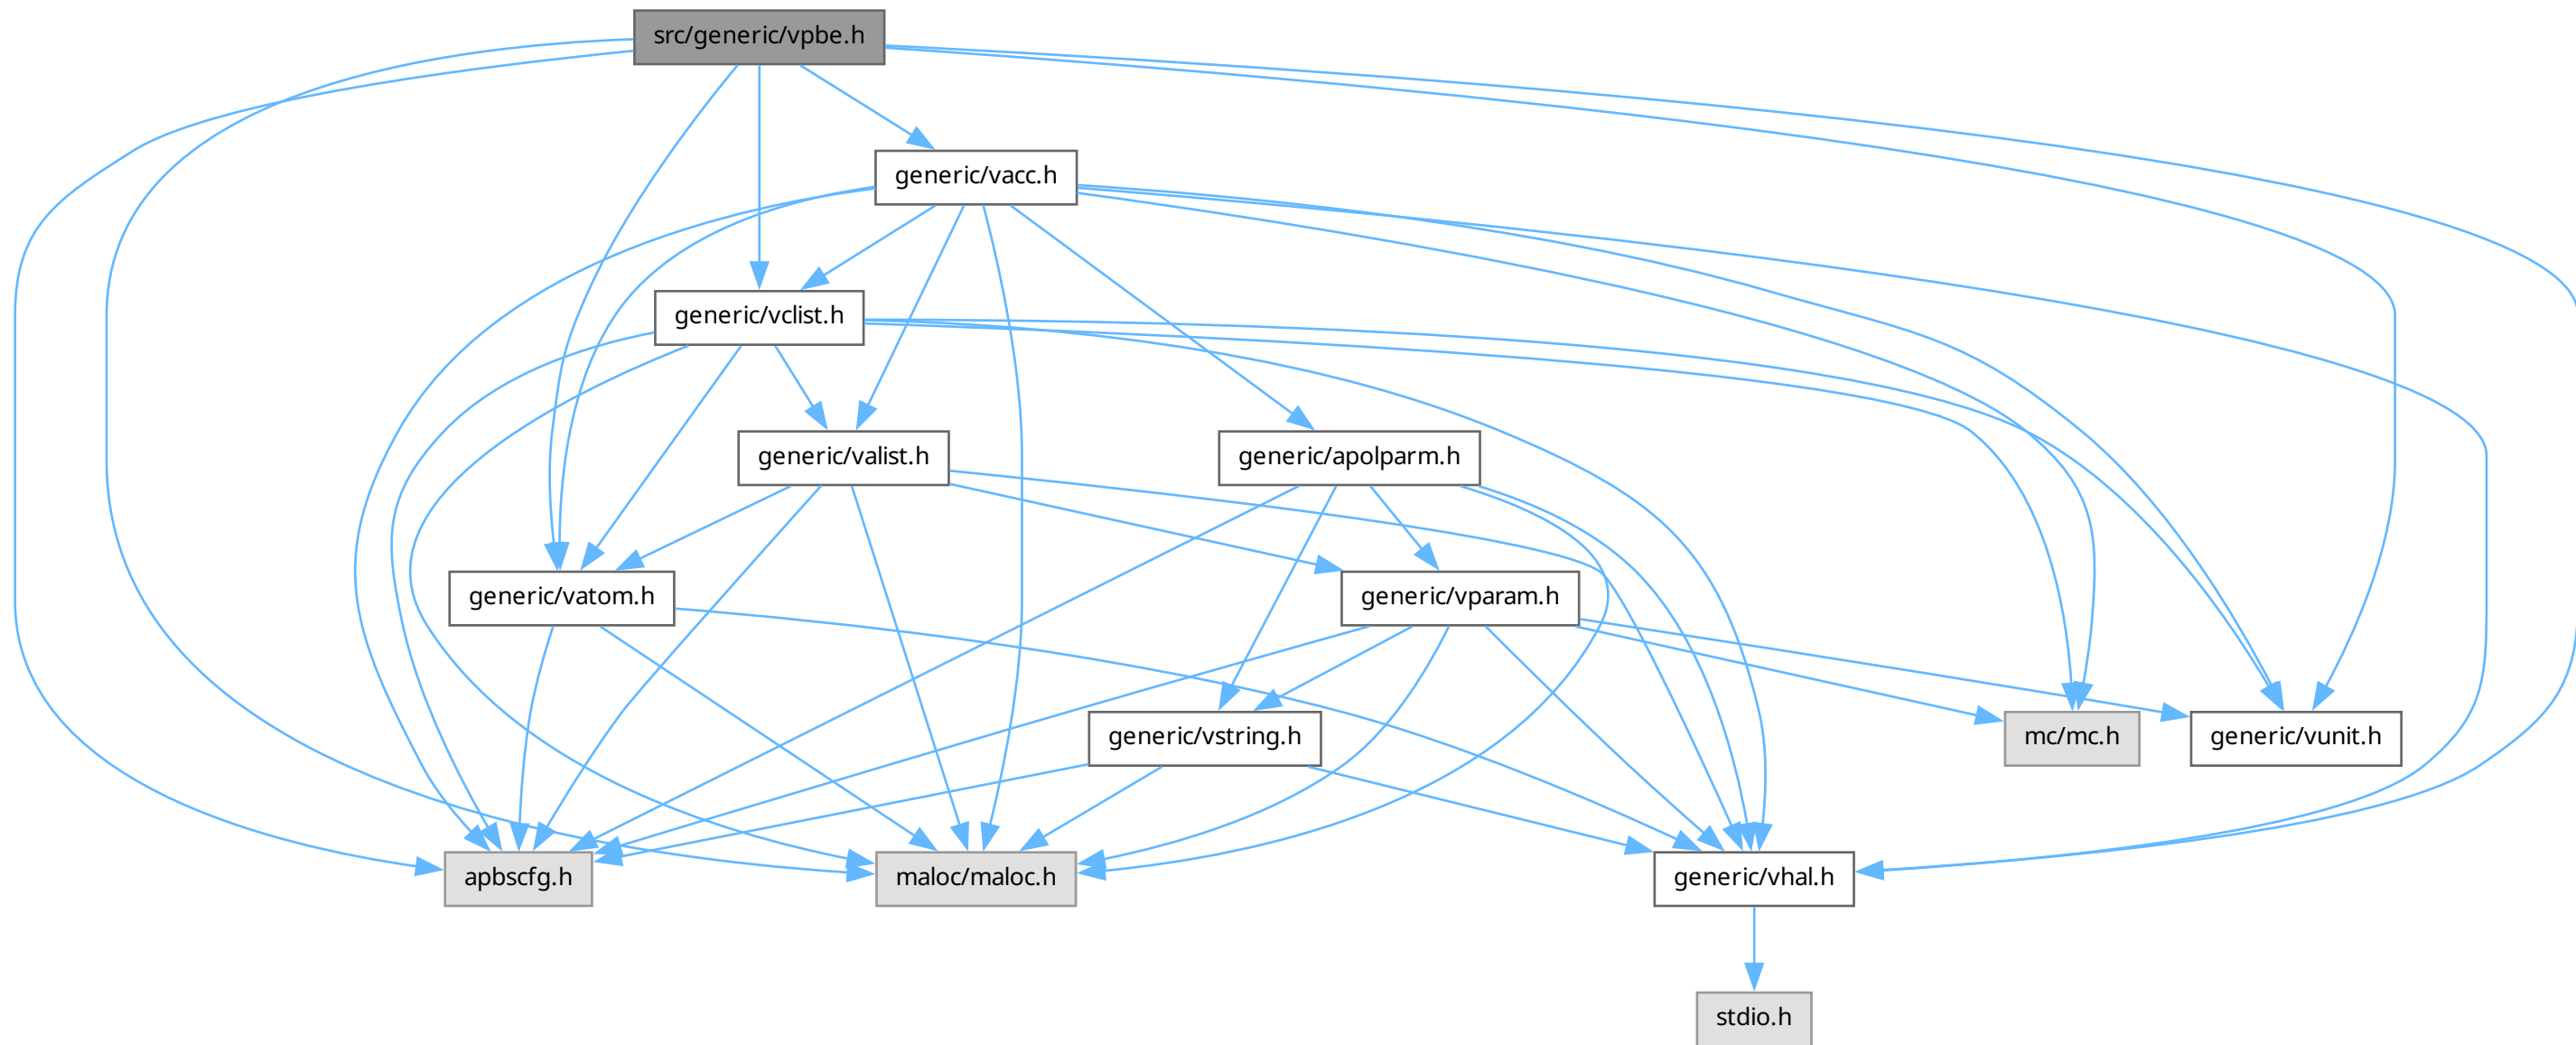 src/generic/vpbe.h
generic/vacc.h
generic/vclist.h
generic/valist.h
generic/apolparm.h
generic/vatom.h
generic/vparam.h
generic/vstring.h
mc/mc.h
generic/vunit.h
apbscfg.h
maloc/maloc.h
generic/vhal.h
stdio.h